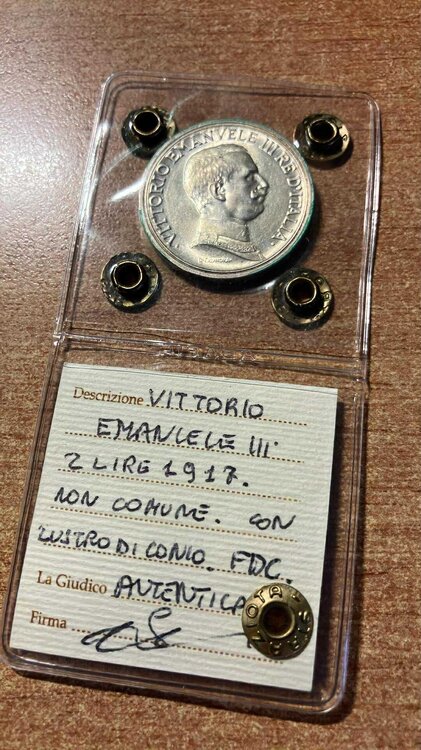 · VITTORIO EMANVELE III RE D'ITALIA ·
Descrizione VITTORIO
EMANUELE III
2 LIRE 1917.
NON COMUNE. CON
LUSTRO DI CONIO. FDC.
La Giudico AUTENTICA
Firma